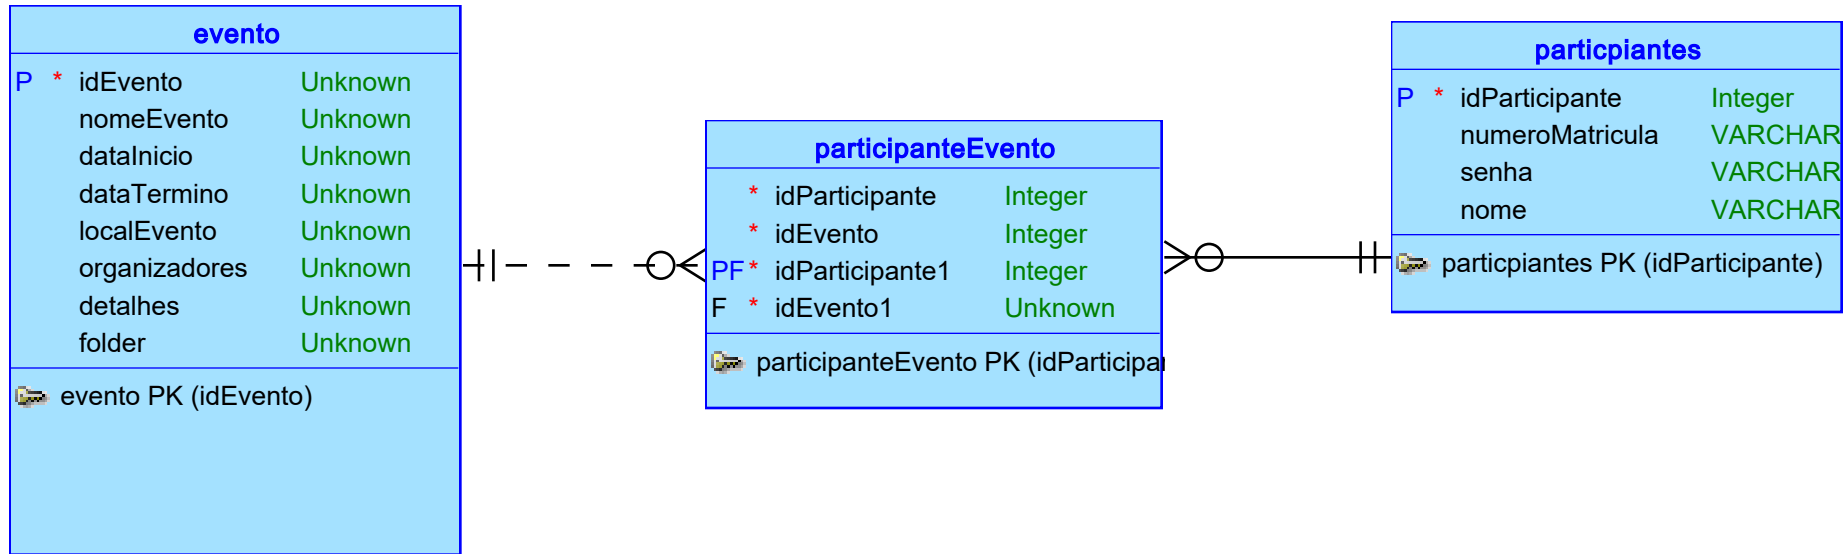 evento
P * idEvento Unknown
nomeEvento Unknown
dataInicio Unknown
dataTermino Unknown
localEvento Unknown
organizadores Unknown
detalhes Unknown
folder Unknown
evento PK (idEvento)
participanteEvento
* idParticipante Integer
* idEvento Integer
PF* idParticipante1 Integer
F * idEvento1 Unknown
participanteEvento PK (idParticipa
particpiantes
P * idParticipante Integer
numeroMatricula VARCHAR
senha VARCHAR
nome VARCHAR
particpiantes PK (idParticipante)